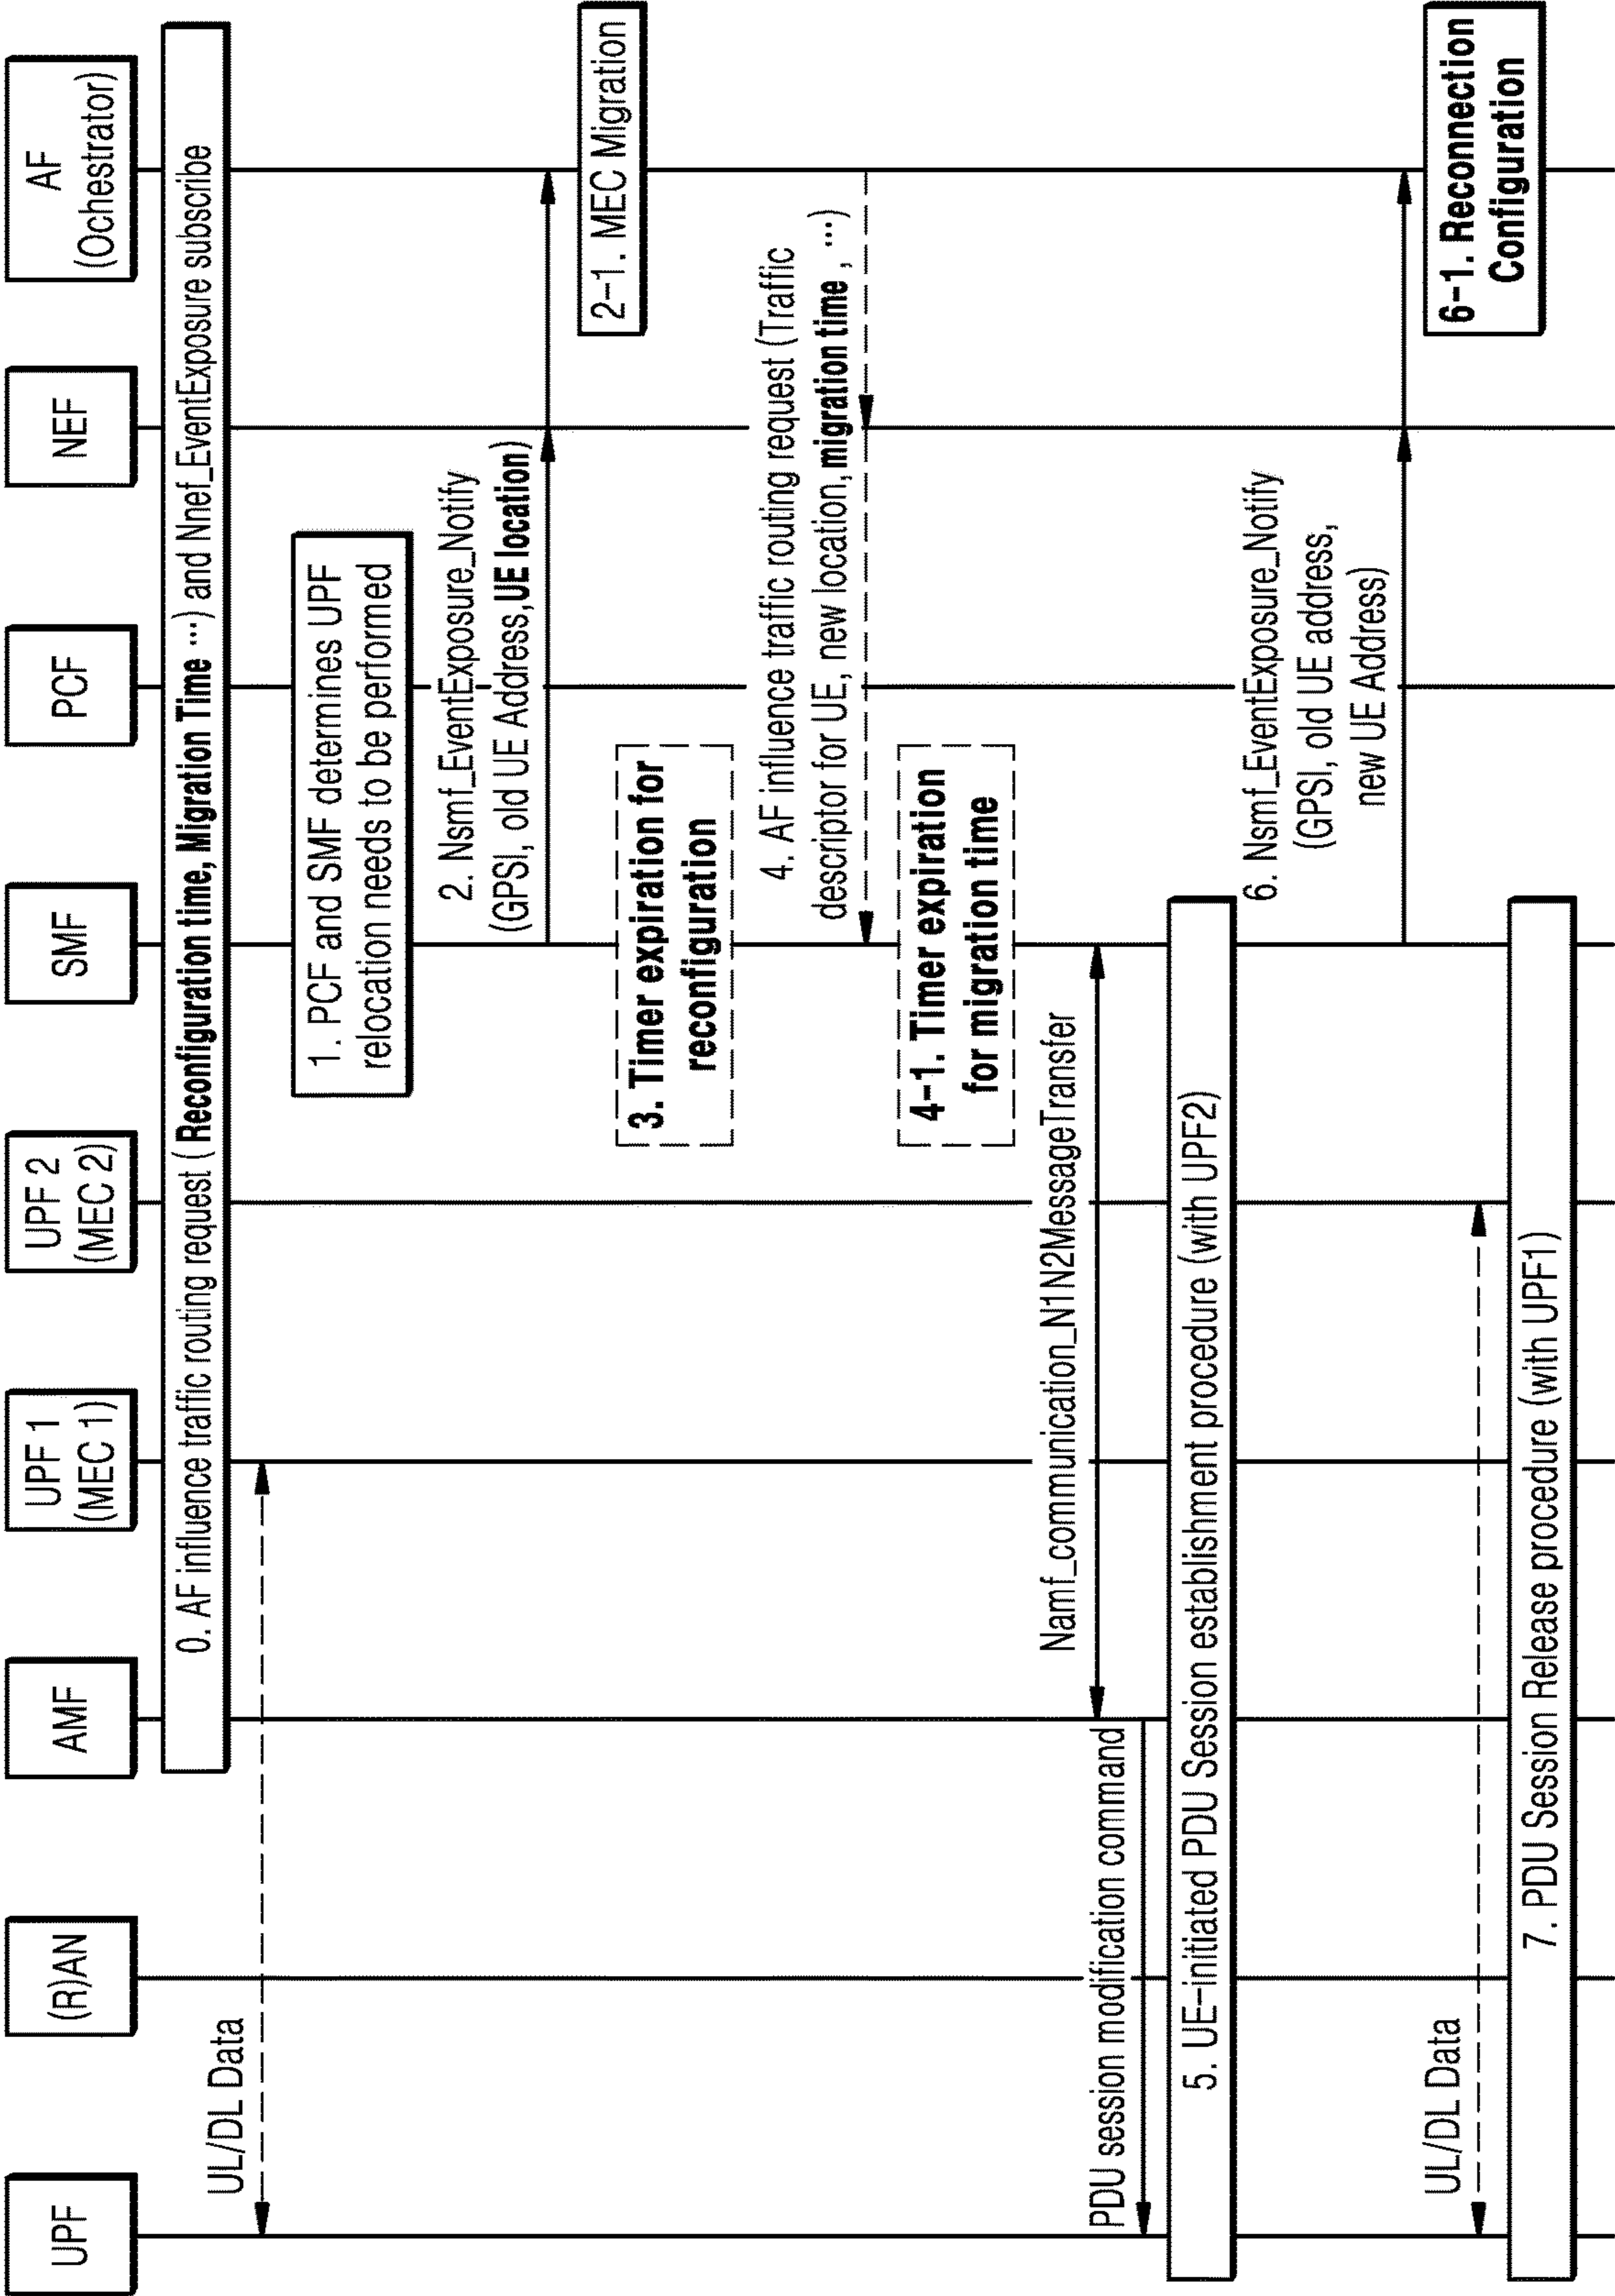 UPF
(R)AN
AMF
UPF 1
(MEC 1)
UPF 2
(MEC 2)
SMF
PCF
NEF
AF
(Ochestrator)
0. AF influence traffic routing request ( Reconfiguration time, Migration Time ···) and Nnef_EventExposure subscribe
UL/DL Data
1. PCF and SMF determines UPF
relocation needs to be performed
2. Nsmf_EventExposure_Notify
(GPSI, old UE Address,UE location)
2-1. MEC Migration
3. Timer expiration for
reconfiguration
4. AF influence traffic routing request (Traffic
descriptor for UE, new location, migration time , ···)
4-1. Timer expiration
for migration time
Namf_communication_N1N2MessageTransfer
PDU session modification command
5. UE-initiated PDU Session establishment procedure (with UPF2)
6. Nsmf_EventExposure_Notify
(GPSI, old UE address,
new UE Address)
6-1. Reconnection
Configuration
UL/DL Data
7. PDU Session Release procedure (with UPF1)